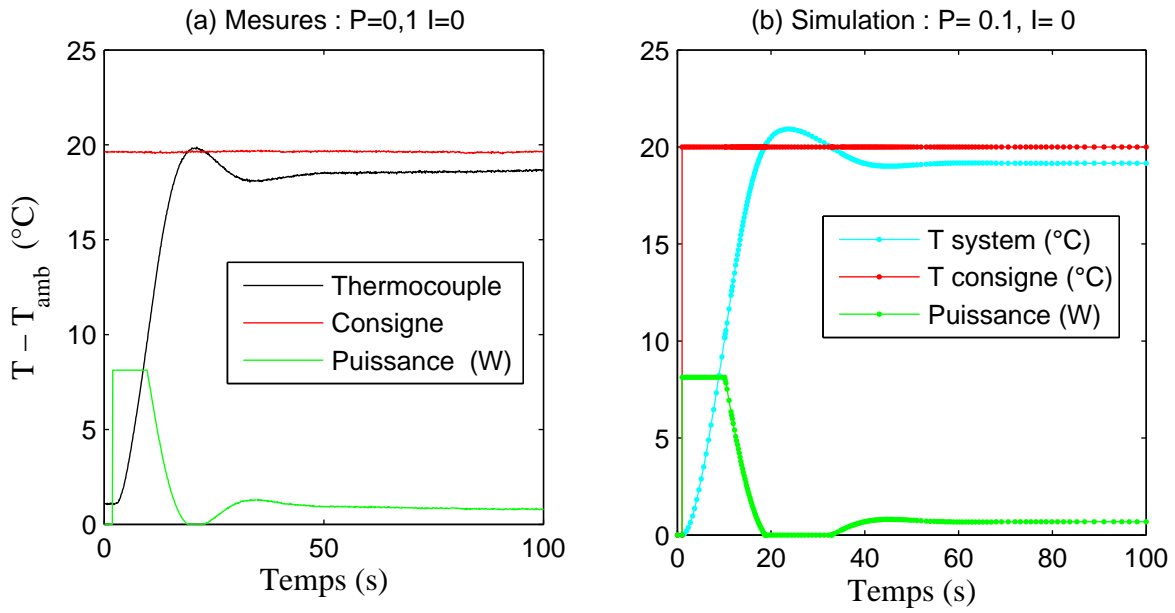 (a) Mesures : P=0,1 I=0
25
20
15
10
5
0
0
50
100
T − Tamb (°C)
Temps (s)
Thermocouple
Consigne
Puissance (W)
(b) Simulation : P= 0.1, I= 0
25
20
15
10
5
0
0
20
40
60
80
100
Temps (s)
T system (°C)
T consigne (°C)
Puissance (W)